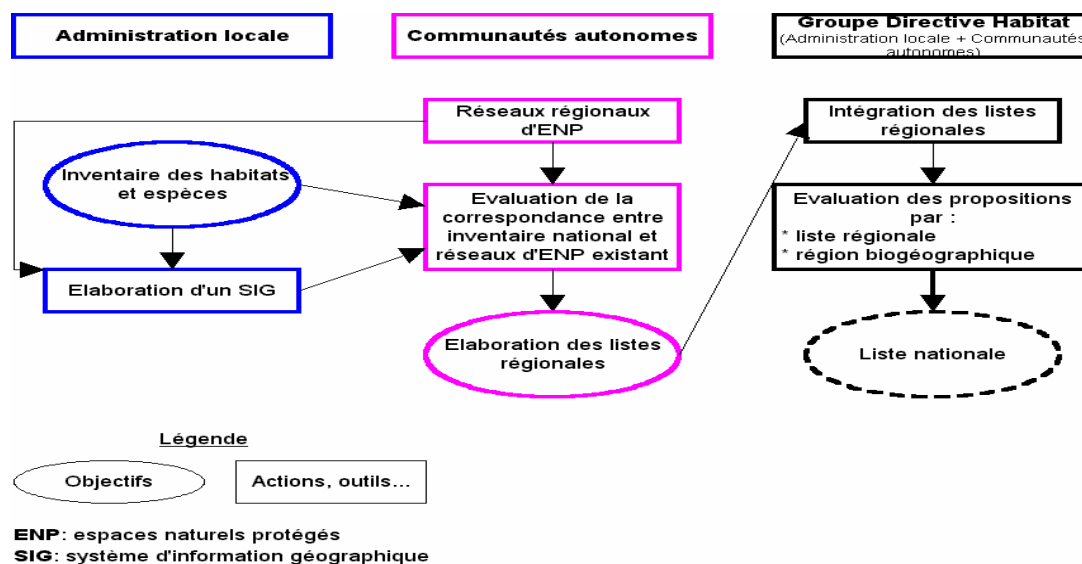 Administration locale
Communautés autonomes
Groupe Directive Habitat
(Administration locale + Communautés
autonomes)
Réseaux régionaux
d'ENP
Intégration des listes
régionales
Inventaire des habitats
et espèces
Evaluation de la
correspondance entre
inventaire national et
réseaux d'ENP existant
Evaluation des propositions
par :
* liste régionale
* région biogéographique
Elaboration d'un SIG
Elaboration des listes
régionales
Liste nationale
Légende
Objectifs
Actions, outils...
ENP: espaces naturels protégés
SIG: système d'information géographique